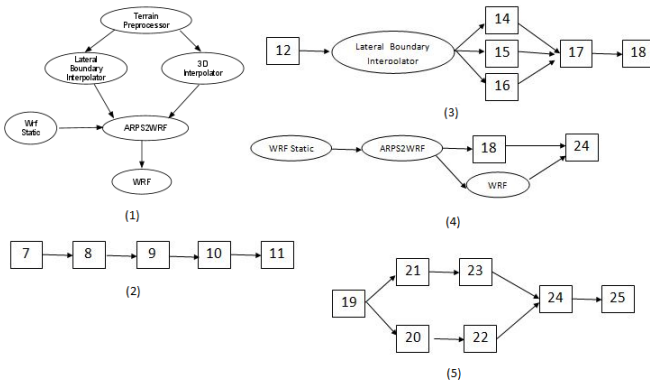 Terrain
Preprocessor
Lateral
Boundary
Interpolator
3D
Interpolator
Wrf
Static
ARPS2WRF
WRF
(1)
7
8
9
10
11
(2)
12
Lateral Boundary
Interpolator
14
15
16
17
18
(3)
WRF Static
ARPS2WRF
18
24
WRF
(4)
19
21
23
20
22
24
25
(5)